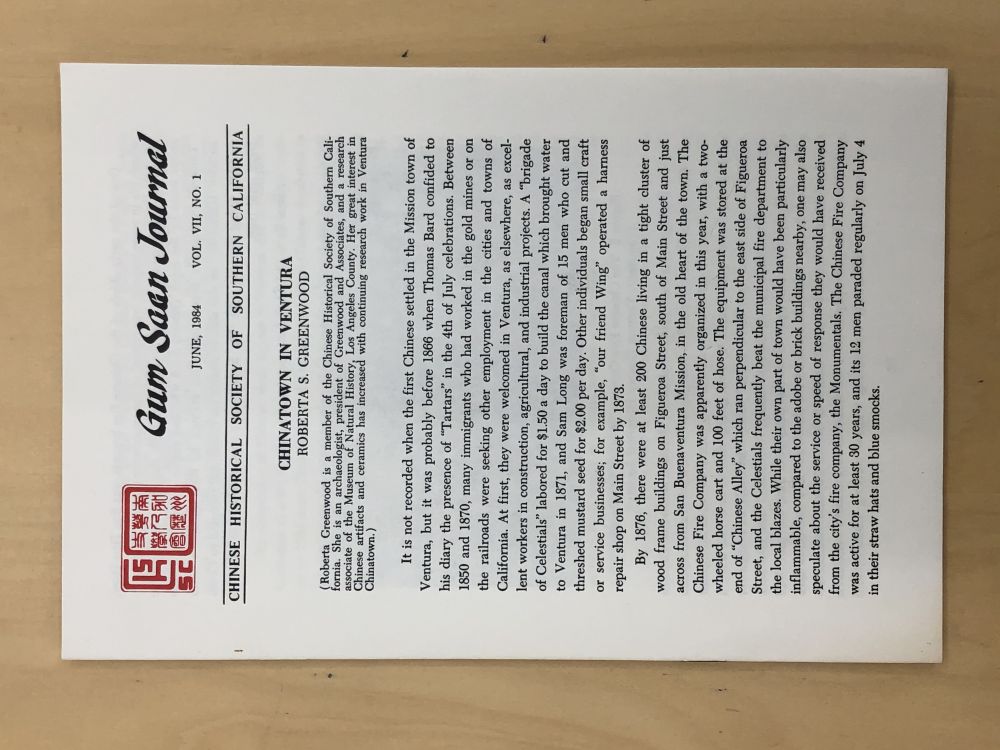 Gum Saan Journal
JUNE, 1984 VOL. VII, NO. 1
CHINESE HISTORICAL SOCIETY OF SOUTHERN CALIFORNIA
CHINATOWN IN VENTURA
ROBERTA S. GREENWOOD
(Roberta Greenwood is a member of the Chinese Historical Society of Southern Cali-
fornia. She is an archaeologist, president of Greenwood and Associates, and a research
associate of the Museum of Natural History, Los Angeles County. Her great interest in
Chinese artifacts and ceramics has increased with continuing research work in Ventura
Chinatown.)
It is not recorded when the first Chinese settled in the Mission town of
Ventura, but it was probably before 1866 when Thomas Bard confided to
his diary the presence of “Tartars” in the 4th of July celebrations. Between
1850 and 1870, many immigrants who had worked in the gold mines or on
the railroads were seeking other employment in the cities and towns of
California. At first, they were welcomed in Ventura, as elsewhere, as excel-
lent workers in construction, agricultural, and industrial projects. A “brigade
of Celestials” labored for $1.50 a day to build the canal which brought water
to Ventura in 1871, and Sam Long was foreman of 15 men who cut and
threshed mustard seed for $2.00 per day. Other individuals began small craft
or service businesses; for example, “our friend Wing” operated a harness
repair shop on Main Street by 1873.
By 1876, there were at least 200 Chinese living in a tight cluster of
wood frame buildings on Figueroa Street, south of Main Street and just
across from San Buenaventura Mission, in the old heart of the town. The
Chinese Fire Company was apparently organized in this year, with a two-
wheeled horse cart and 100 feet of hose. The equipment was stored at the
end of “Chinese Alley” which ran perpendicular to the east side of Figueroa
Street, and the Celestials frequently beat the municipal fire department to
the local blazes. While their own part of town would have been particularly
inflammable, compared to the adobe or brick buildings nearby, one may also
speculate about the service or speed of response they would have received
from the city’s fire company, the Monumentals. The Chinese Fire Company
was active for at least 30 years, and its 12 men paraded regularly on July 4
in their straw hats and blue smocks.